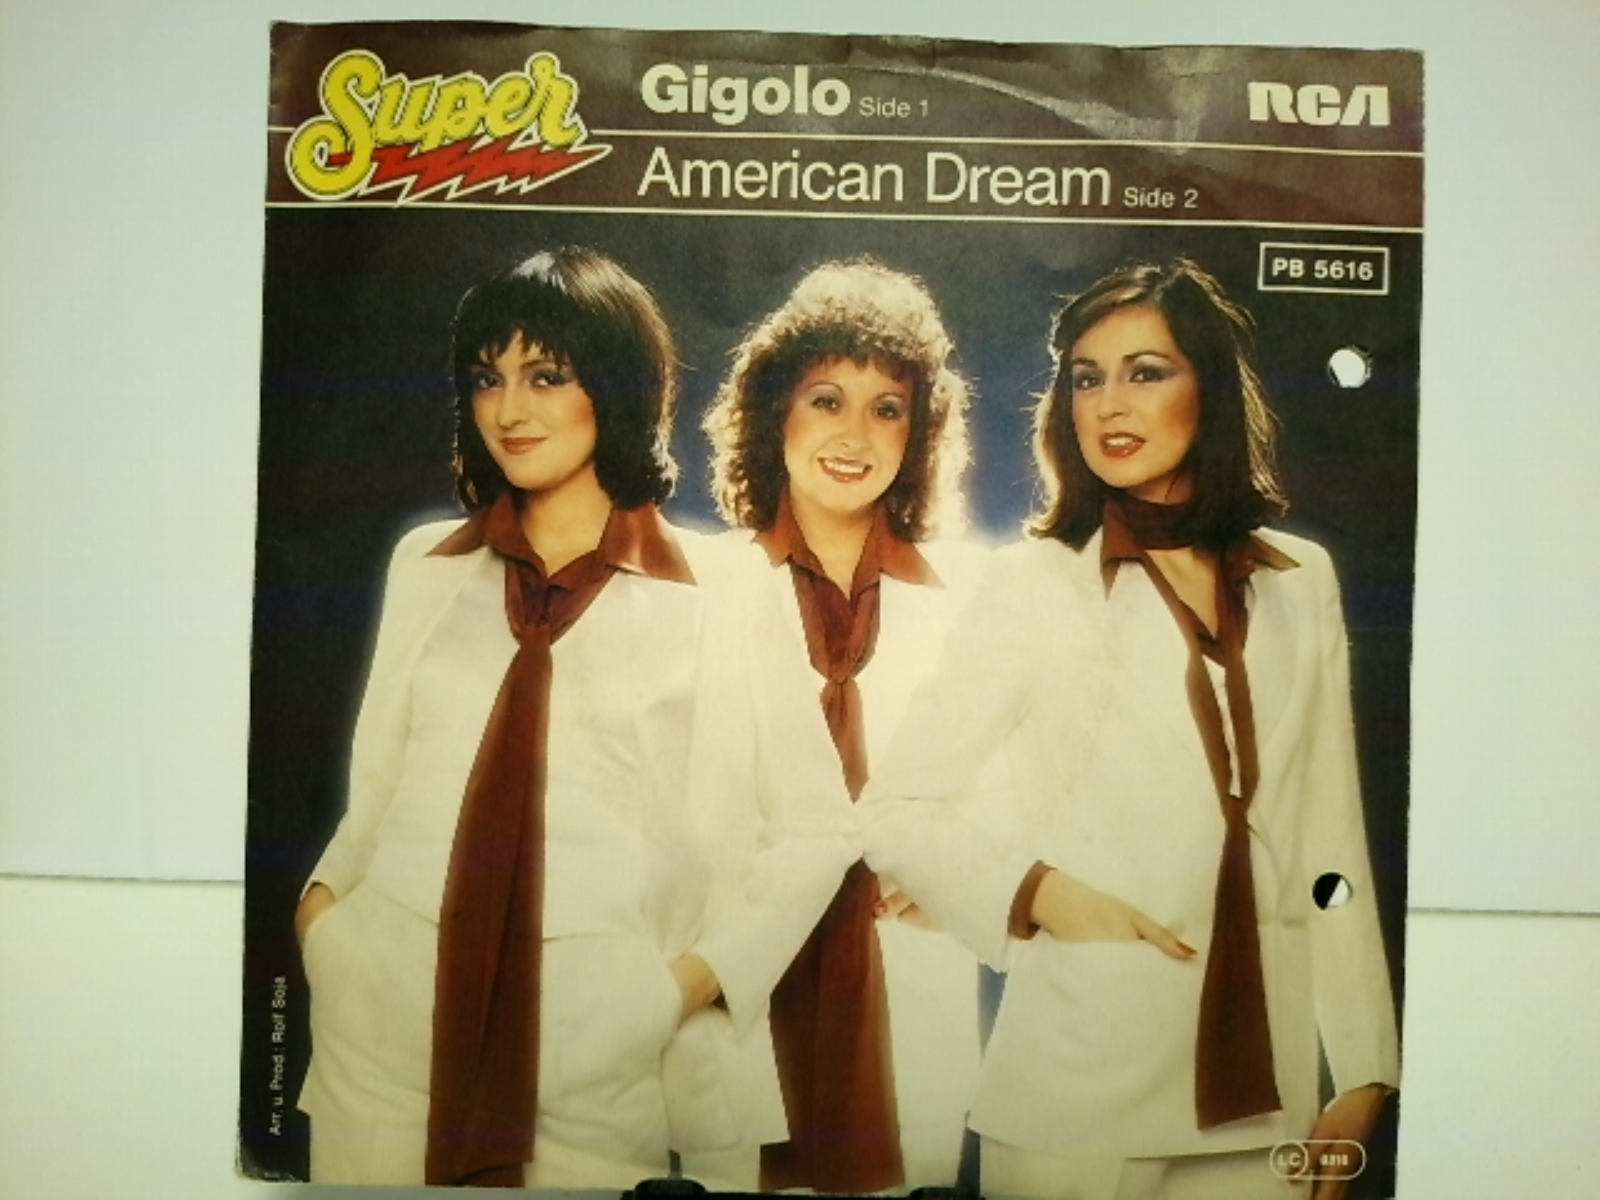 Super
Gigolo Side 1
RCA
American Dream Side 2
PB 5616
Arr. u. Prod.: Rolf Soja
LC